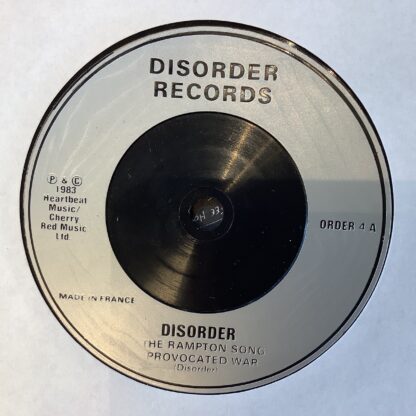 DISORDER
RECORDS
Ⓟ & Ⓒ
1983
Heartbeat
Music/
Cherry
Red Music
Ltd.
ORDER 4 A
MADE IN FRANCE
DISORDER
THE RAMPTON SONG
PROVOCATED WAR
(Disorder)